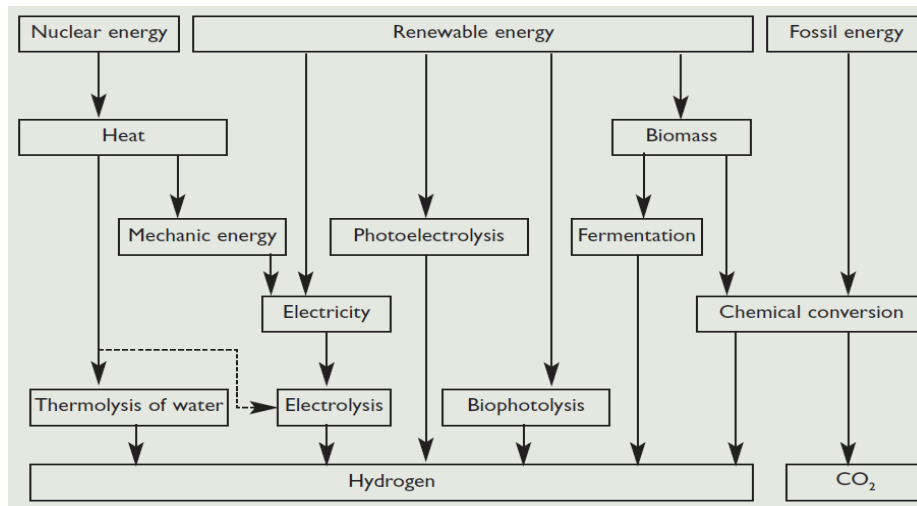 Nuclear energy
Renewable energy
Fossil energy
Heat
Biomass
Mechanic energy
Photoelectrolysis
Fermentation
Electricity
Chemical conversion
Thermolysis of water
Electrolysis
Biophotolysis
Hydrogen
CO₂